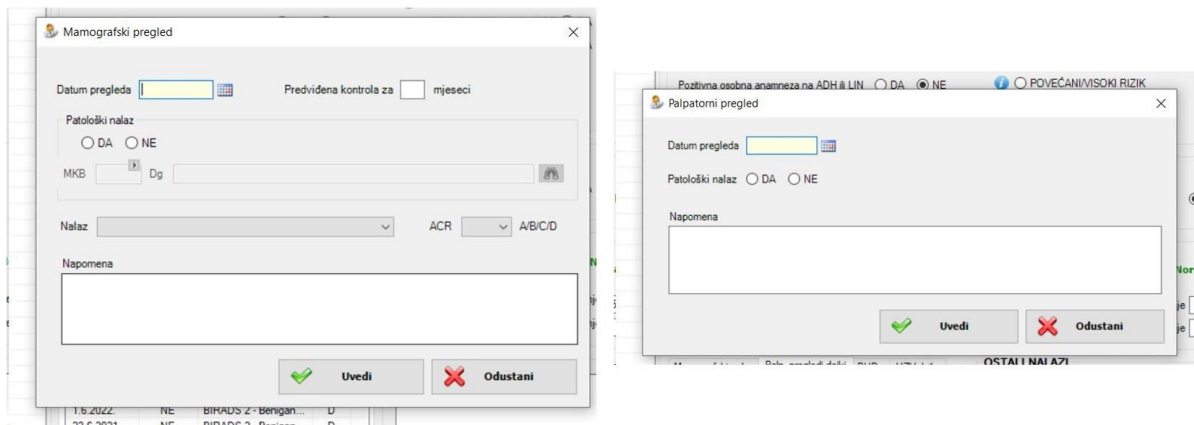 Mamografski pregled
Datum pregleda
Predviđena kontrola za mjeseci
Patološki nalaz
DA NE
MKB Dg
Nalaz ACR A/B/C/D
Napomena
Uvedi Odustani
1.6.2022. NE BIRADS 2 - Benigan... D
Pozitivna osobna anamneza na ADH ili LIN DA NE POVEĆANI/VISOKI RIZIK
Palpatorni pregled
Datum pregleda
Patološki nalaz DA NE
Napomena
Uvedi Odustani
OSTALI NALAZI